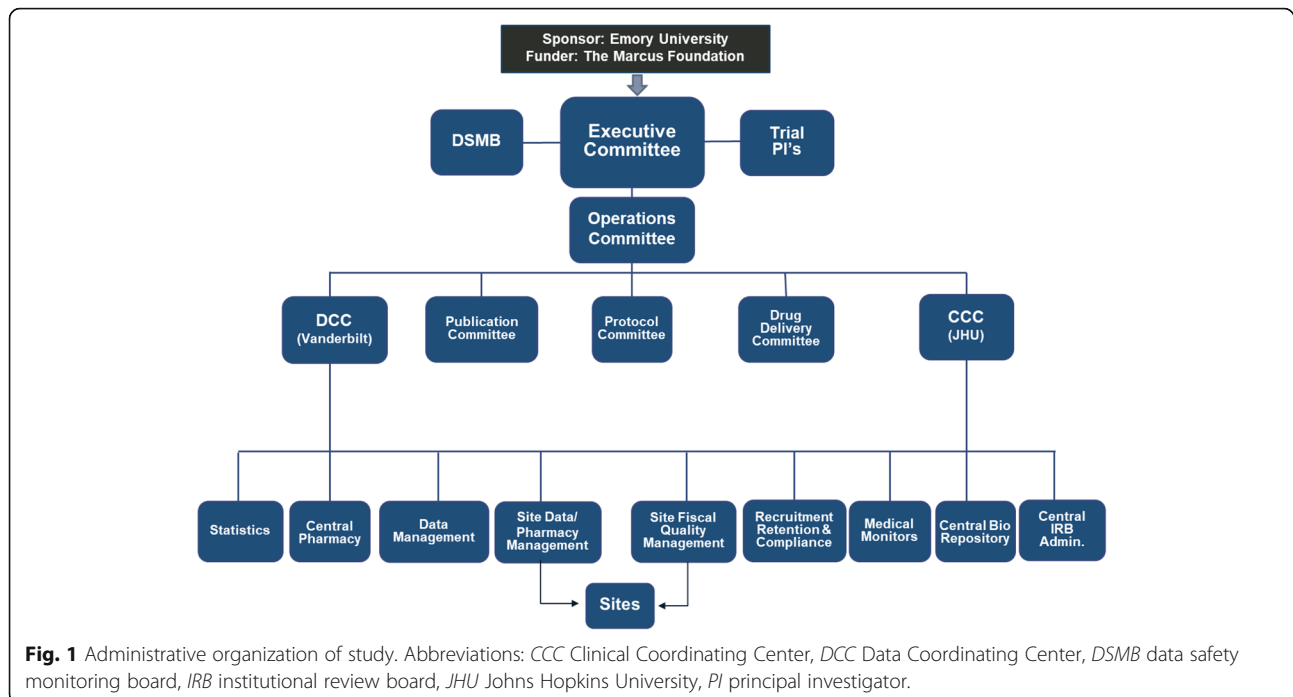 Sponsor: Emory University
Funder: The Marcus Foundation
DSMB
Executive
Committee
Trial
PI's
Operations
Committee
DCC
(Vanderbilt)
Publication
Committee
Protocol
Committee
Drug
Delivery
Committee
CCC
(JHU)
Statistics
Central
Pharmacy
Data
Management
Site Data/
Pharmacy
Management
Site Fiscal
Quality
Management
Recruitment
Retention &
Compliance
Medical
Monitors
Central Bio
Repository
Central
IRB
Admin.
Sites
Fig. 1 Administrative organization of study. Abbreviations: CCC Clinical Coordinating Center, DCC Data Coordinating Center, DSMB data safety
monitoring board, IRB institutional review board, JHU Johns Hopkins University, PI principal investigator.